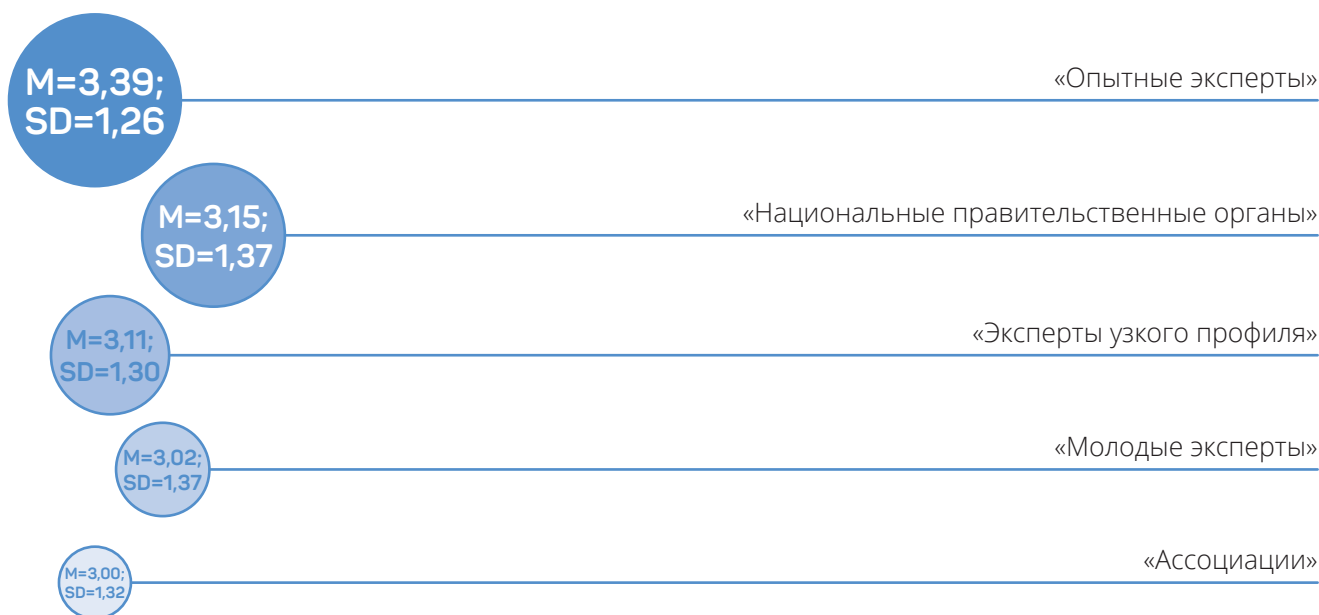 M=3,39;
SD=1,26
«Опытные эксперты»
M=3,15;
SD=1,37
«Национальные правительственные органы»
M=3,11;
SD=1,30
«Эксперты узкого профиля»
M=3,02;
SD=1,37
«Молодые эксперты»
M=3,00;
SD=1,32
«Ассоциации»